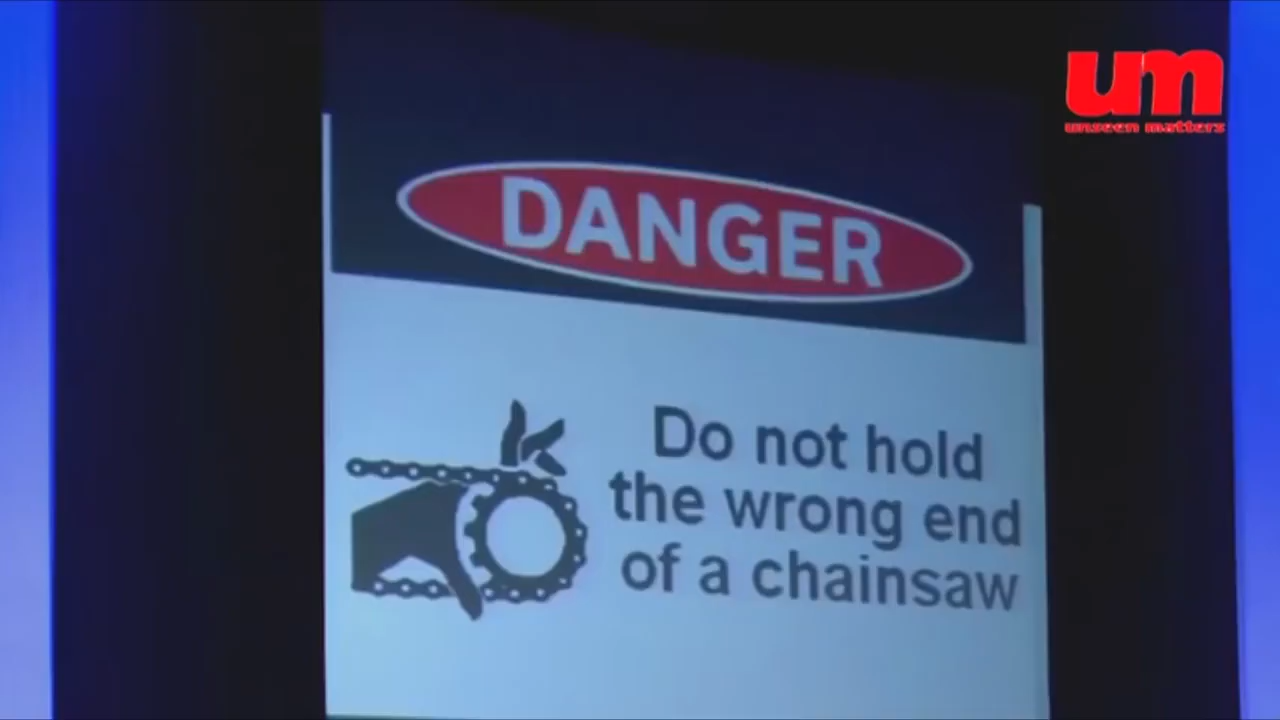 um
unseen matters
DANGER
Do not hold
the wrong end
of a chainsaw